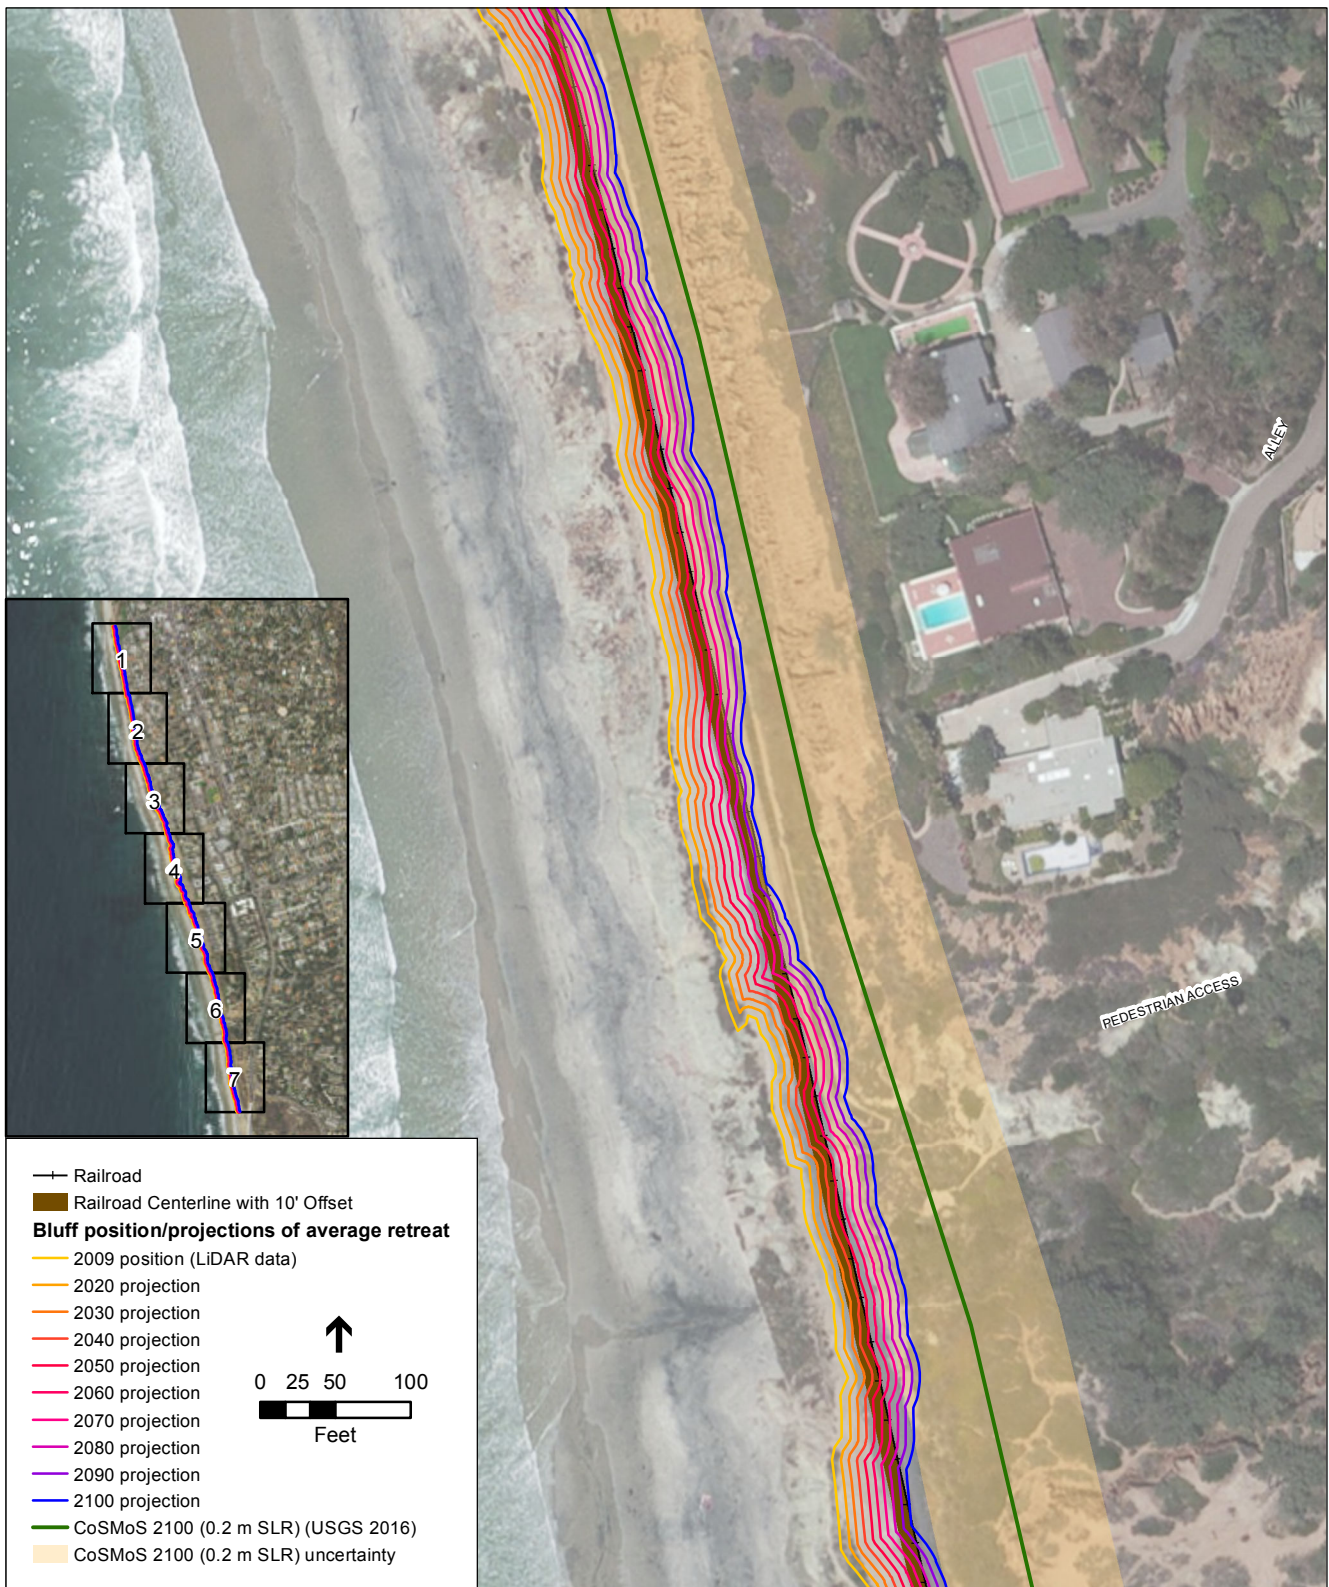 ALLEY
PEDESTRIAN ACCESS
1
2
3
4
5
6
7
Railroad
Railroad Centerline with 10' Offset
Bluff position/projections of average retreat
2009 position (LiDAR data)
2020 projection
2030 projection
2040 projection
2050 projection
2060 projection
2070 projection
2080 projection
2090 projection
2100 projection
CoSMoS 2100 (0.2 m SLR) (USGS 2016)
CoSMoS 2100 (0.2 m SLR) uncertainty
0 25 50 100
Feet